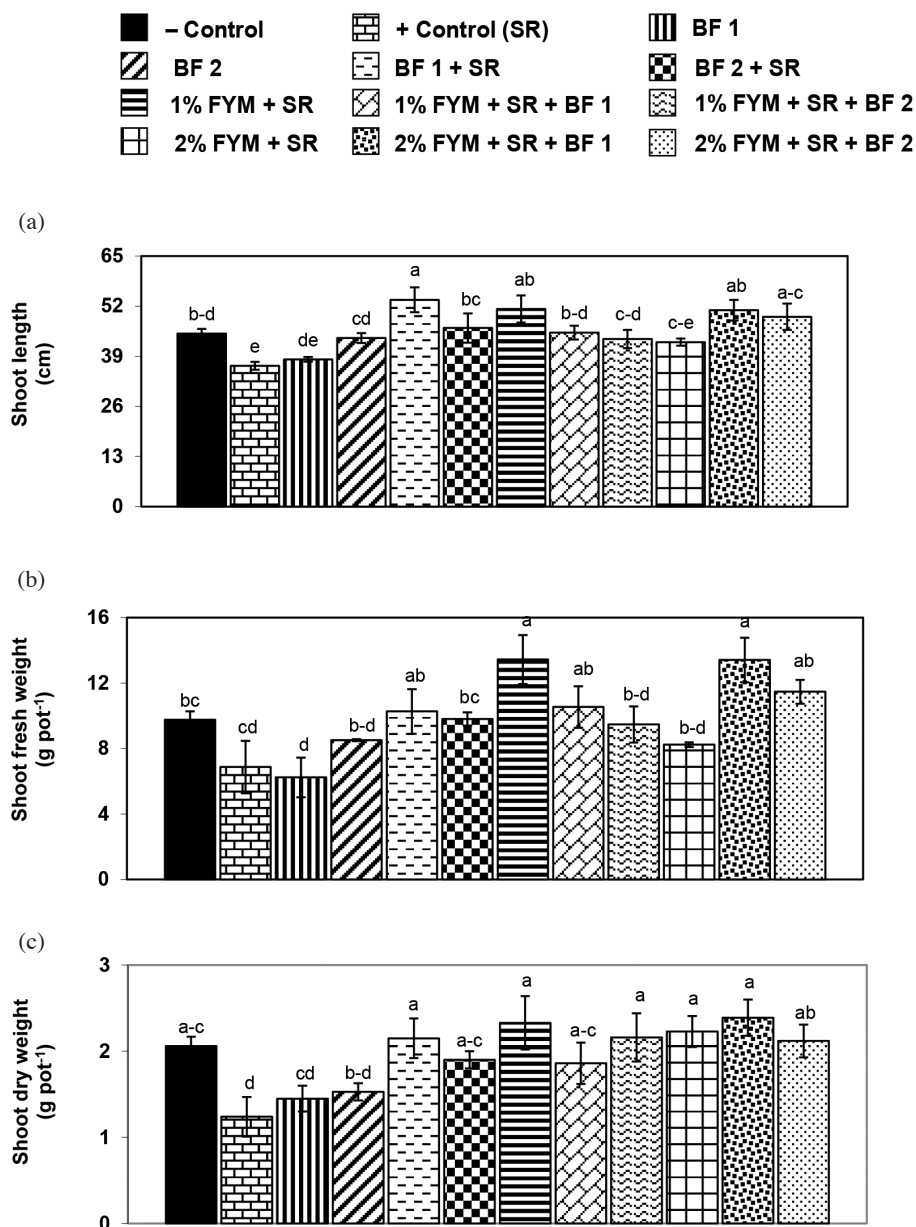 – Control + Control (SR) BF 1
BF 2 BF 1 + SR BF 2 + SR
1% FYM + SR 1% FYM + SR + BF 1 1% FYM + SR + BF 2
2% FYM + SR 2% FYM + SR + BF 1 2% FYM + SR + BF 2
(a)
Shoot length
(cm)
65
52
39
26
13
0
b-d e de cd a bc ab b-d c-d c-e ab a-c
(b)
Shoot fresh weight
(g pot-1)
16
12
8
4
0
bc cd d b-d ab bc a ab b-d b-d a ab
(c)
Shoot dry weight
(g pot-1)
3
2
1
0
a-c d cd b-d a a-c a a-c a a a ab